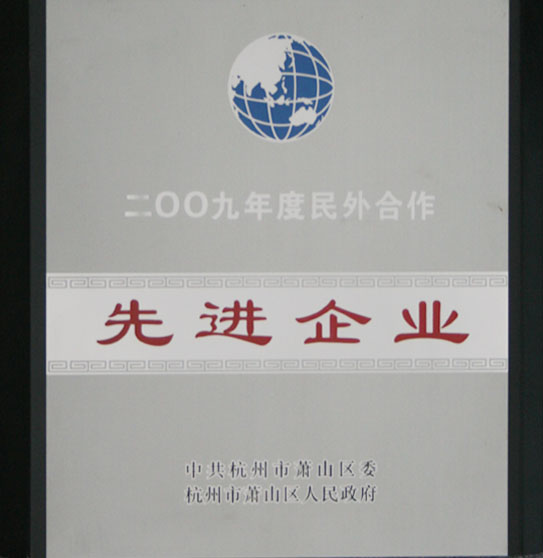 二〇〇九年度民外合作
先进企业
中共杭州市萧山区委
杭州市萧山区人民政府